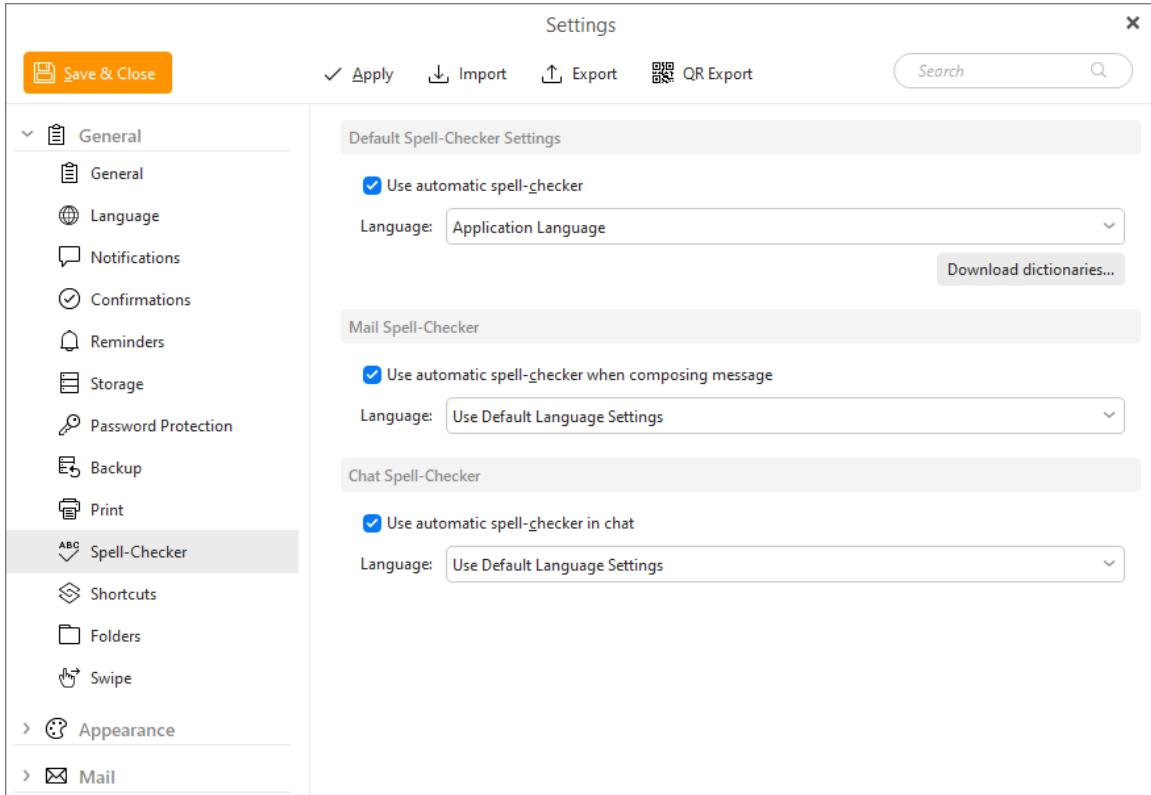 Settings
Save & Close
Apply
Import
Export
QR Export
Search
General
General
Language
Notifications
Confirmations
Reminders
Storage
Password Protection
Backup
Print
ABC
Spell-Checker
Shortcuts
Folders
Swipe
Appearance
Mail
Default Spell-Checker Settings
Use automatic spell-checker
Language: Application Language
Download dictionaries...
Mail Spell-Checker
Use automatic spell-checker when composing message
Language: Use Default Language Settings
Chat Spell-Checker
Use automatic spell-checker in chat
Language: Use Default Language Settings